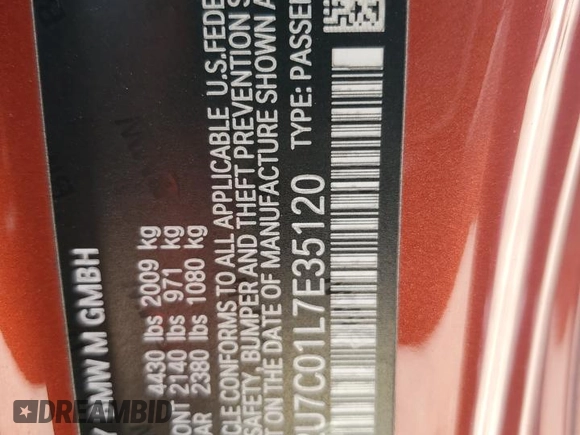 BMW M GMBH
4430 lbs 2009 kg
ONT 2140 lbs 971 kg
AR 2380 lbs 1080 kg
CLE CONFORMS TO ALL APPLICABLE U.S.FEDE
SAFETY, BUMPER AND THEFT PREVENTION S
ON THE DATE OF MANUFACTURE SHOWN A
U7C01L7E35120 TYPE: PASSE
DREAMBID